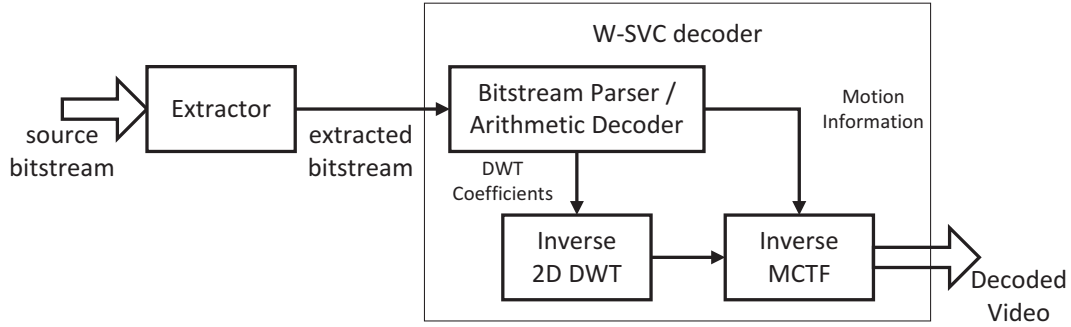 W-SVC decoder
Extractor
Bitstream Parser /
Arithmetic Decoder
Motion
Information
source
bitstream
extracted
bitstream
DWT
Coefficients
Inverse
2D DWT
Inverse
MCTF
Decoded
Video